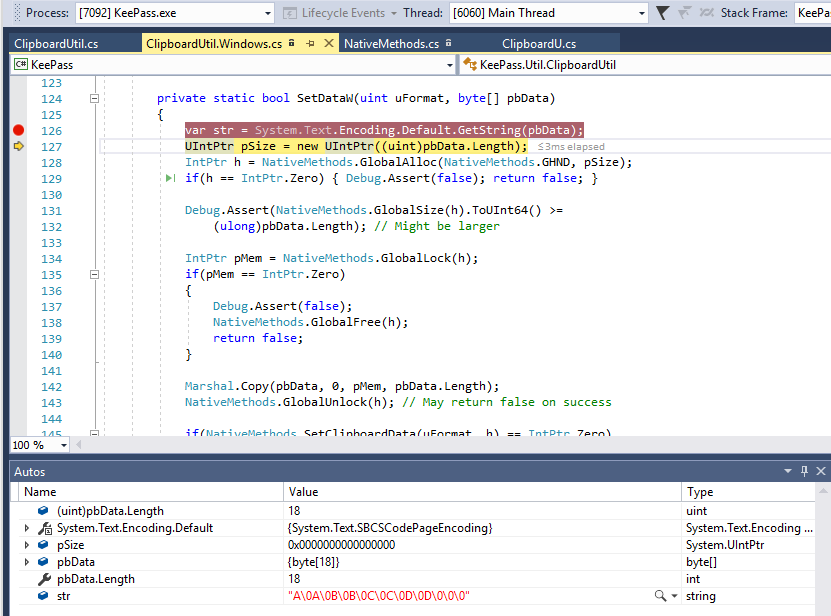 Process: [7092] KeePass.exe Lifecycle Events Thread: [6060] Main Thread Stack Frame: KeePa
ClipboardUtil.cs ClipboardUtil.Windows.cs NativeMethods.cs ClipboardU.cs
C# KeePass KeePass.Util.ClipboardUtil
123
124 private static bool SetDataW(uint uFormat, byte[] pbData)
125 {
126 var str = System.Text.Encoding.Default.GetString(pbData);
127 UIntPtr pSize = new UIntPtr((uint)pbData.Length); ≤3ms elapsed
128 IntPtr h = NativeMethods.GlobalAlloc(NativeMethods.GHND, pSize);
129 if(h == IntPtr.Zero) { Debug.Assert(false); return false; }
130
131 Debug.Assert(NativeMethods.GlobalSize(h).ToUInt64() >=
132 (ulong)pbData.Length); // Might be larger
133
134 IntPtr pMem = NativeMethods.GlobalLock(h);
135 if(pMem == IntPtr.Zero)
136 {
137 Debug.Assert(false);
138 NativeMethods.GlobalFree(h);
139 return false;
140 }
141
142 Marshal.Copy(pbData, 0, pMem, pbData.Length);
143 NativeMethods.GlobalUnlock(h); // May return false on success
144
145 if(NativeMethods.SetClipboardData(uFormat, h) == IntPtr.Zero)
100 %
Autos
Name Value Type
(uint)pbData.Length 18 uint
System.Text.Encoding.Default {System.Text.SBCSCodePageEncoding} System.Text.Encoding ...
pSize 0x0000000000000000 System.UIntPtr
pbData {byte[18]} byte[]
pbData.Length 18 int
str "A\0A\0B\0B\0C\0C\0D\0D\0\0\0" string